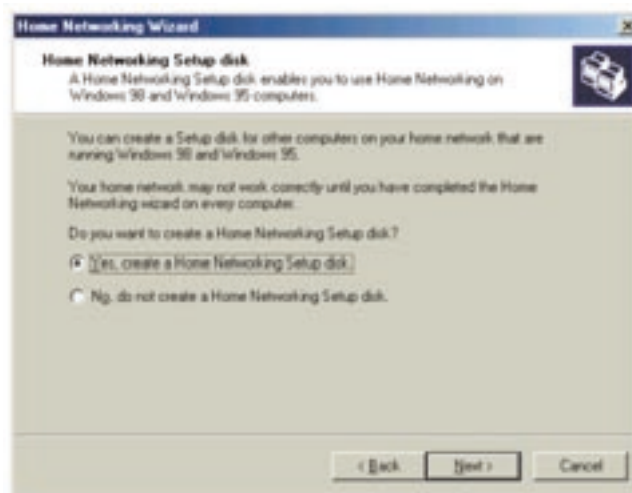 Home Networking Wizard
Home Networking Setup disk
A Home Networking Setup disk enables you to use Home Networking on
Windows 98 and Windows 95 computers.
You can create a Setup disk for other computers on your home network that are
running Windows 98 and Windows 95.
Your home network may not work correctly until you have completed the Home
Networking wizard on every computer.
Do you want to create a Home Networking Setup disk?
Yes, create a Home Networking Setup disk.
No, do not create a Home Networking Setup disk.
< Back
Next >
Cancel